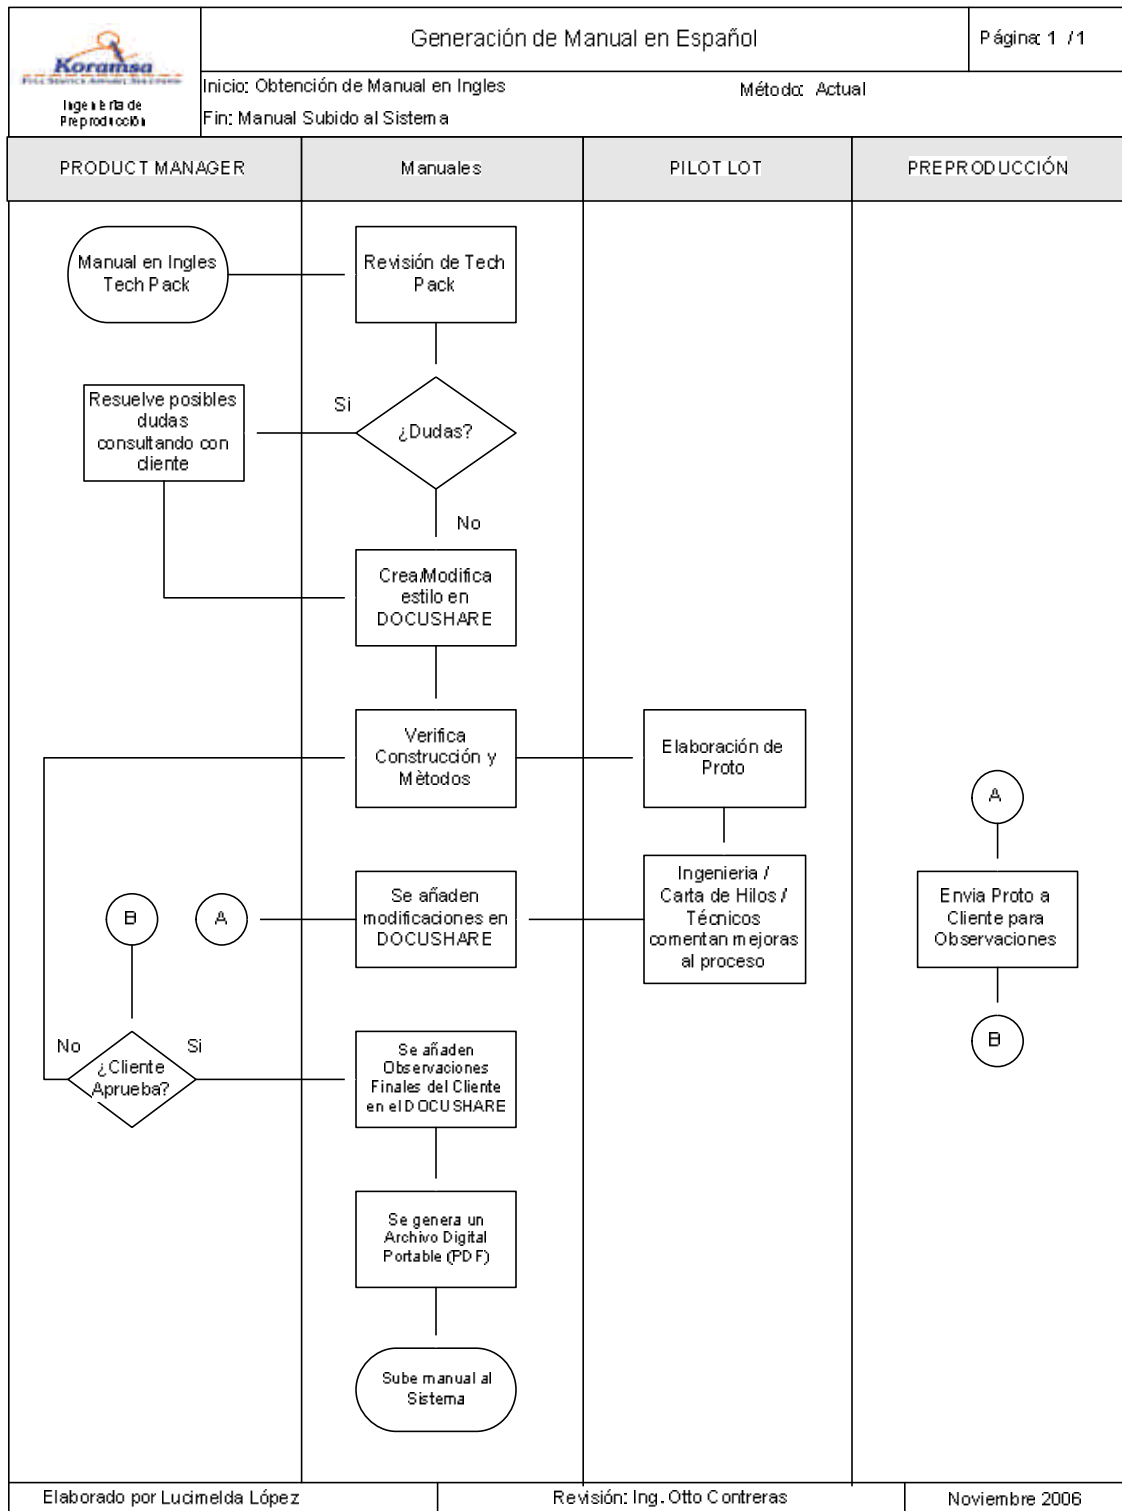 Koramsa
FULL SERVICE APPAREL SOLUTIONS
Ingeniería de
Preproducción
Generación de Manual en Español
Página: 1 /1
Inicio: Obtención de Manual en Ingles
Método: Actual
Fin: Manual Subido al Sistema
PRODUCT MANAGER
Manuales
PILOT LOT
PREPRODUCCIÓN
Manual en Ingles
Tech Pack
Revisión de Tech
Pack
Resuelve posibles
dudas
consultando con
cliente
Si
¿Dudas?
No
Crea/Modifica
estilo en
DOCUSHARE
Verifica
Construcción y
Mètodos
Elaboración de
Proto
A
B
A
Se añaden
modificaciones en
DOCUSHARE
Ingenieria /
Carta de Hilos /
Técnicos
comentan mejoras
al proceso
Envia Proto a
Cliente para
Observaciones
B
No
¿Cliente
Aprueba?
Si
Se añaden
Observaciones
Finales del Cliente
en el DOCUSHARE
Se genera un
Archivo Digital
Portable (PDF)
Sube manual al
Sistema
Elaborado por Lucimelda López
Revisión: Ing. Otto Contreras
Noviembre 2006